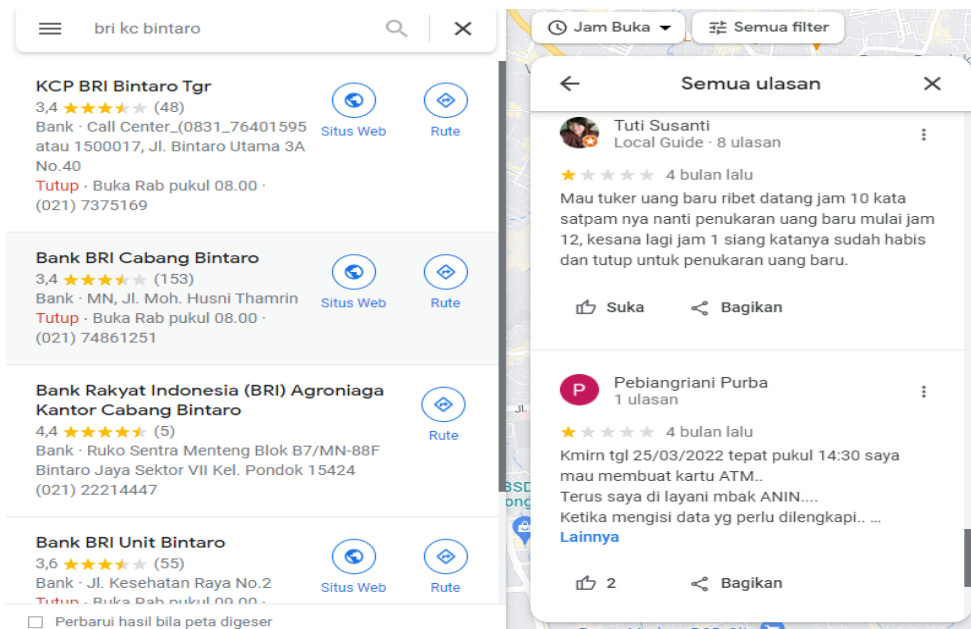 bri kc bintaro
KCP BRI Bintaro Tgr
3,4 (48)
Bank · Call Center_(0831_76401595
atau 1500017, Jl. Bintaro Utama 3A
No.40
Tutup · Buka Rab pukul 08.00 ·
(021) 7375169
Situs Web
Rute
Bank BRI Cabang Bintaro
3,4 (153)
Bank · MN, Jl. Moh. Husni Thamrin
Tutup · Buka Rab pukul 08.00 ·
(021) 74861251
Situs Web
Rute
Bank Rakyat Indonesia (BRI) Agroniaga
Kantor Cabang Bintaro
4,4 (5)
Bank · Ruko Sentra Menteng Blok B7/MN-88F
Bintaro Jaya Sektor VII Kel. Pondok 15424
(021) 22214447
Rute
Bank BRI Unit Bintaro
3,6 (55)
Bank · Jl. Kesehatan Raya No.2
Tutup · Buka Rab pukul 09.00 ·
Situs Web
Rute
Perbarui hasil bila peta digeser
Jam Buka
Semua filter
Semua ulasan
Tuti Susanti
Local Guide · 8 ulasan
4 bulan lalu
Mau tuker uang baru ribet datang jam 10 kata
satpam nya nanti penukaran uang baru mulai jam
12, kesana lagi jam 1 siang katanya sudah habis
dan tutup untuk penukaran uang baru.
Suka
Bagikan
P
Pebiangriani Purba
1 ulasan
4 bulan lalu
Kmirn tgl 25/03/2022 tepat pukul 14:30 saya
mau membuat kartu ATM..
Terus saya di layani mbak ANIN....
Ketika mengisi data yg perlu dilengkapi.. ...
Lainnya
2
Bagikan
Jl.